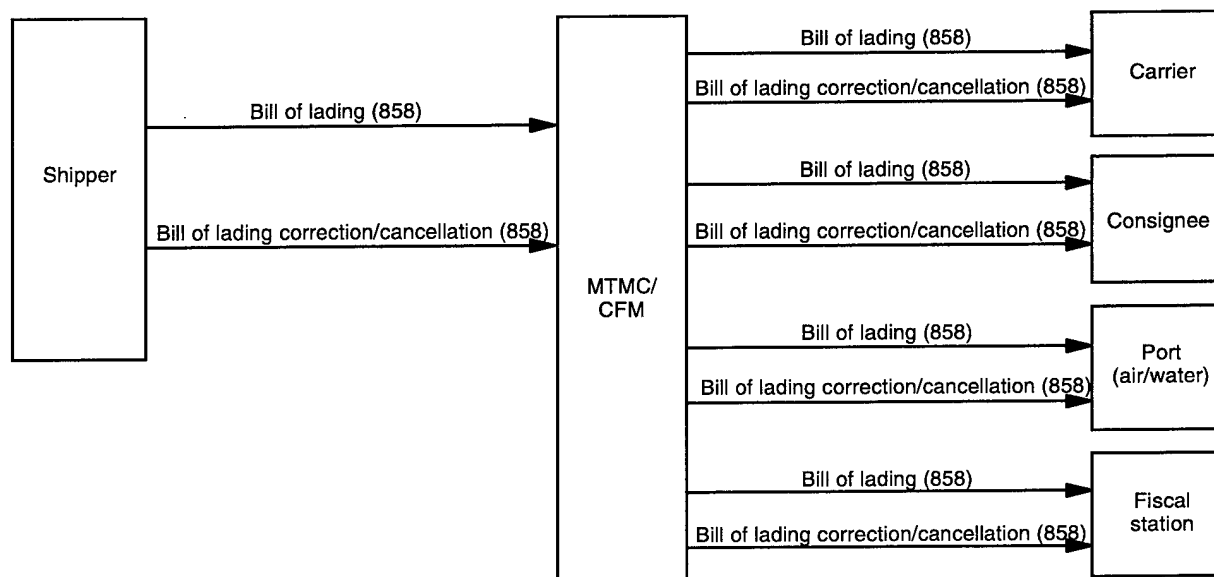 Shipper
Bill of lading (858)
Bill of lading correction/cancellation (858)
MTMC/
CFM
Bill of lading (858)
Bill of lading correction/cancellation (858)
Carrier
Bill of lading (858)
Bill of lading correction/cancellation (858)
Consignee
Bill of lading (858)
Bill of lading correction/cancellation (858)
Port
(air/water)
Bill of lading (858)
Bill of lading correction/cancellation (858)
Fiscal
station